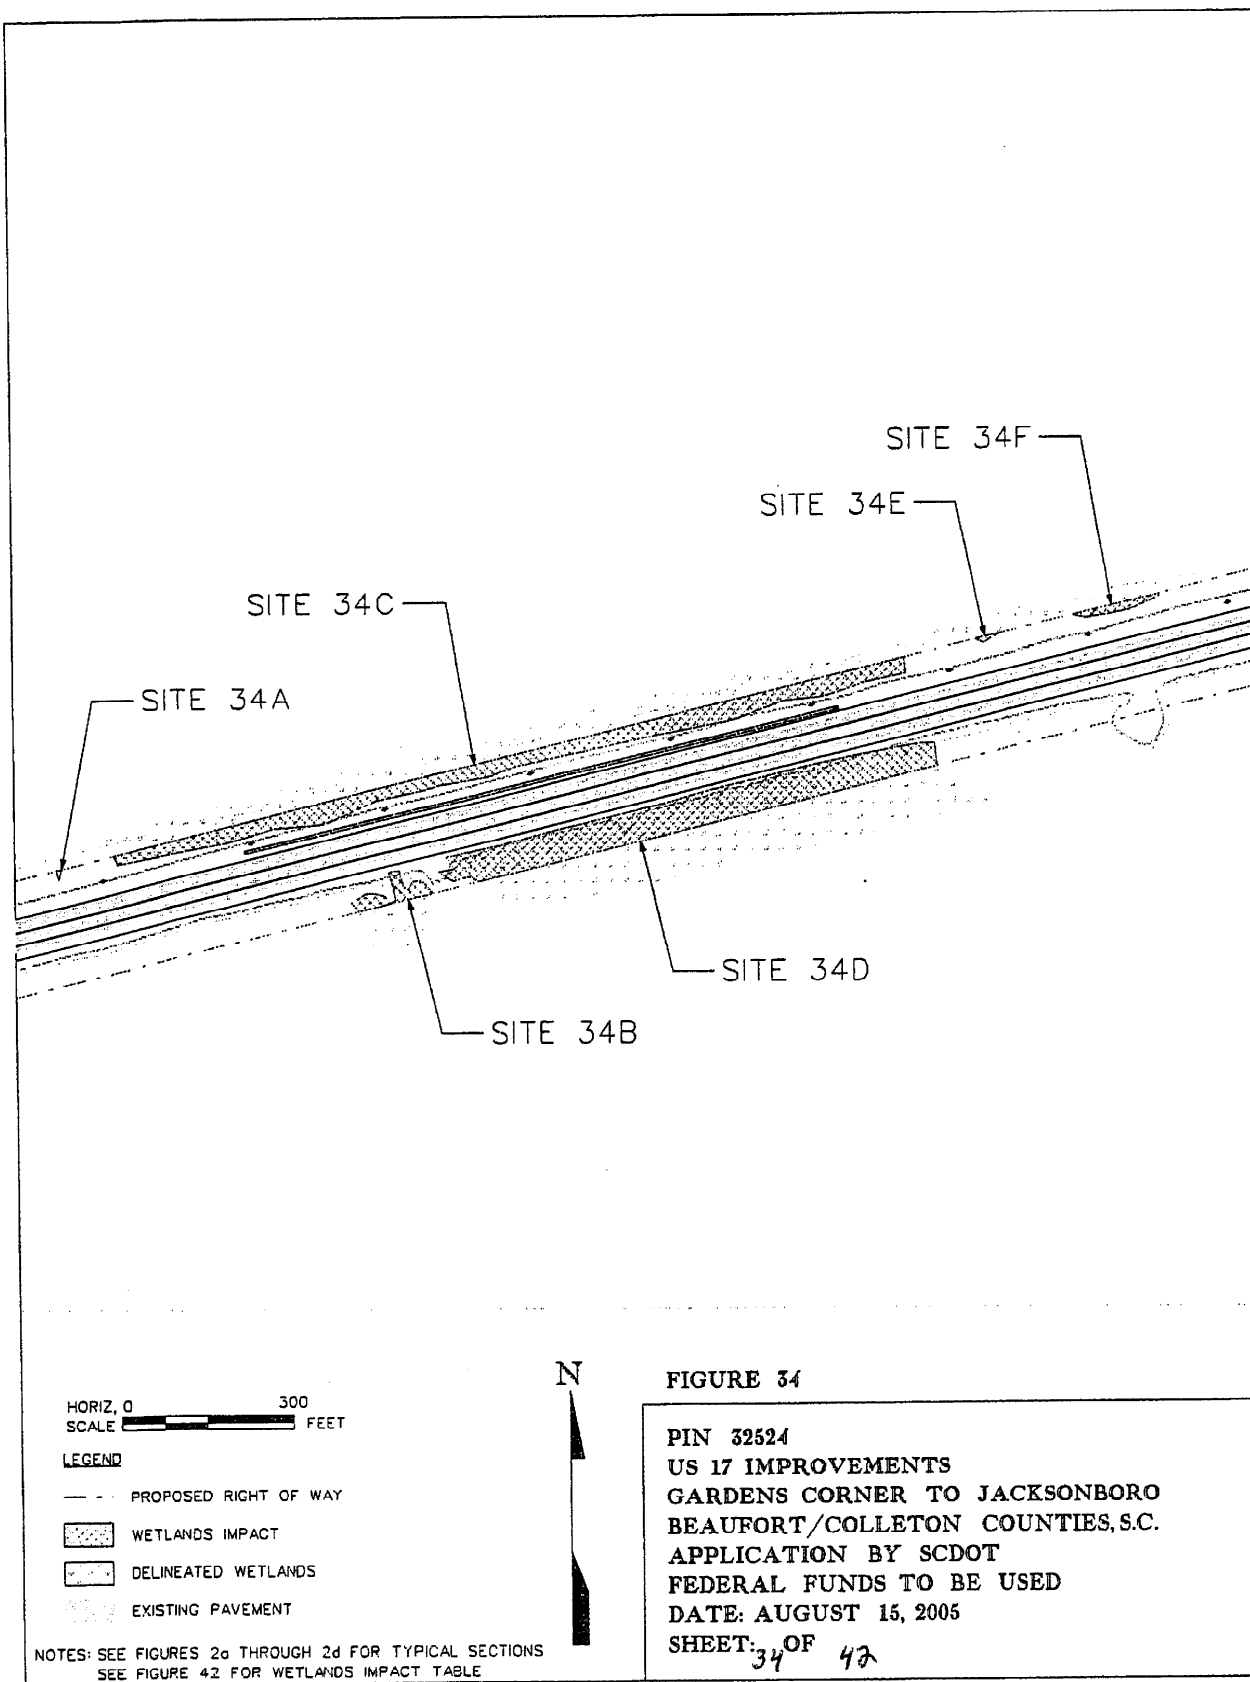 SITE 34F
SITE 34E
SITE 34C
SITE 34A
SITE 34D
SITE 34B
N
FIGURE 34
HORIZ, 0 300
SCALE FEET
LEGEND
PROPOSED RIGHT OF WAY
WETLANDS IMPACT
DELINEATED WETLANDS
EXISTING PAVEMENT
NOTES: SEE FIGURES 2a THROUGH 2d FOR TYPICAL SECTIONS
SEE FIGURE 42 FOR WETLANDS IMPACT TABLE
PIN 32524
US 17 IMPROVEMENTS
GARDENS CORNER TO JACKSONBORO
BEAUFORT/COLLETON COUNTIES, S.C.
APPLICATION BY SCDOT
FEDERAL FUNDS TO BE USED
DATE: AUGUST 15, 2005
SHEET: 34 OF 42